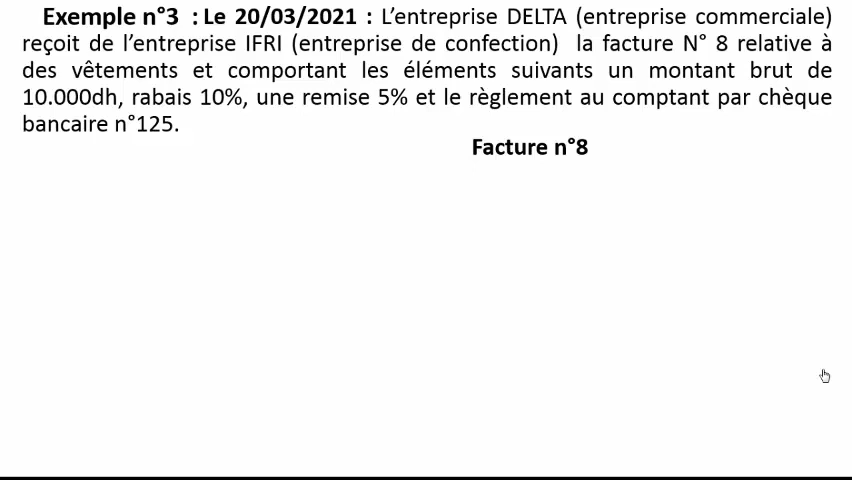 Exemple n°3 : Le 20/03/2021 : L’entreprise DELTA (entreprise commerciale)
reçoit de l’entreprise IFRI (entreprise de confection) la facture N° 8 relative à
des vêtements et comportant les éléments suivants un montant brut de
10.000dh, rabais 10%, une remise 5% et le règlement au comptant par chèque
bancaire n°125.
Facture n°8